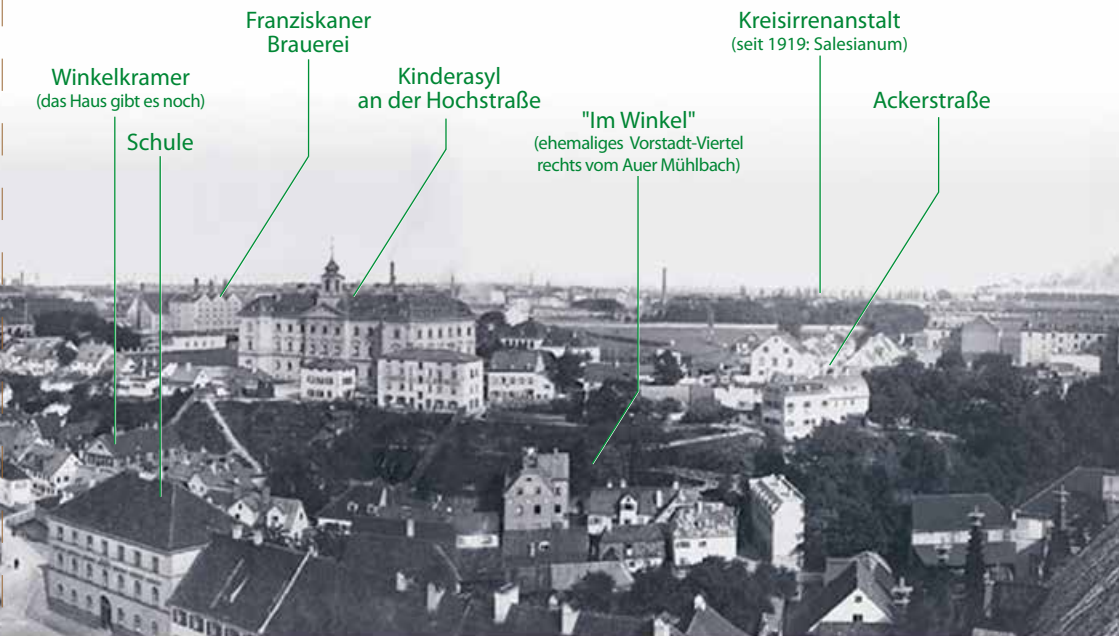 Franziskaner
Brauerei
Kreisirrenanstalt
(seit 1919: Salesianum)
Winkelkramer
(das Haus gibt es noch)
Kinderasyl
an der Hochstraße
Ackerstraße
"Im Winkel"
(ehemaliges Vorstadt-Viertel
rechts vom Auer Mühlbach)
Schule